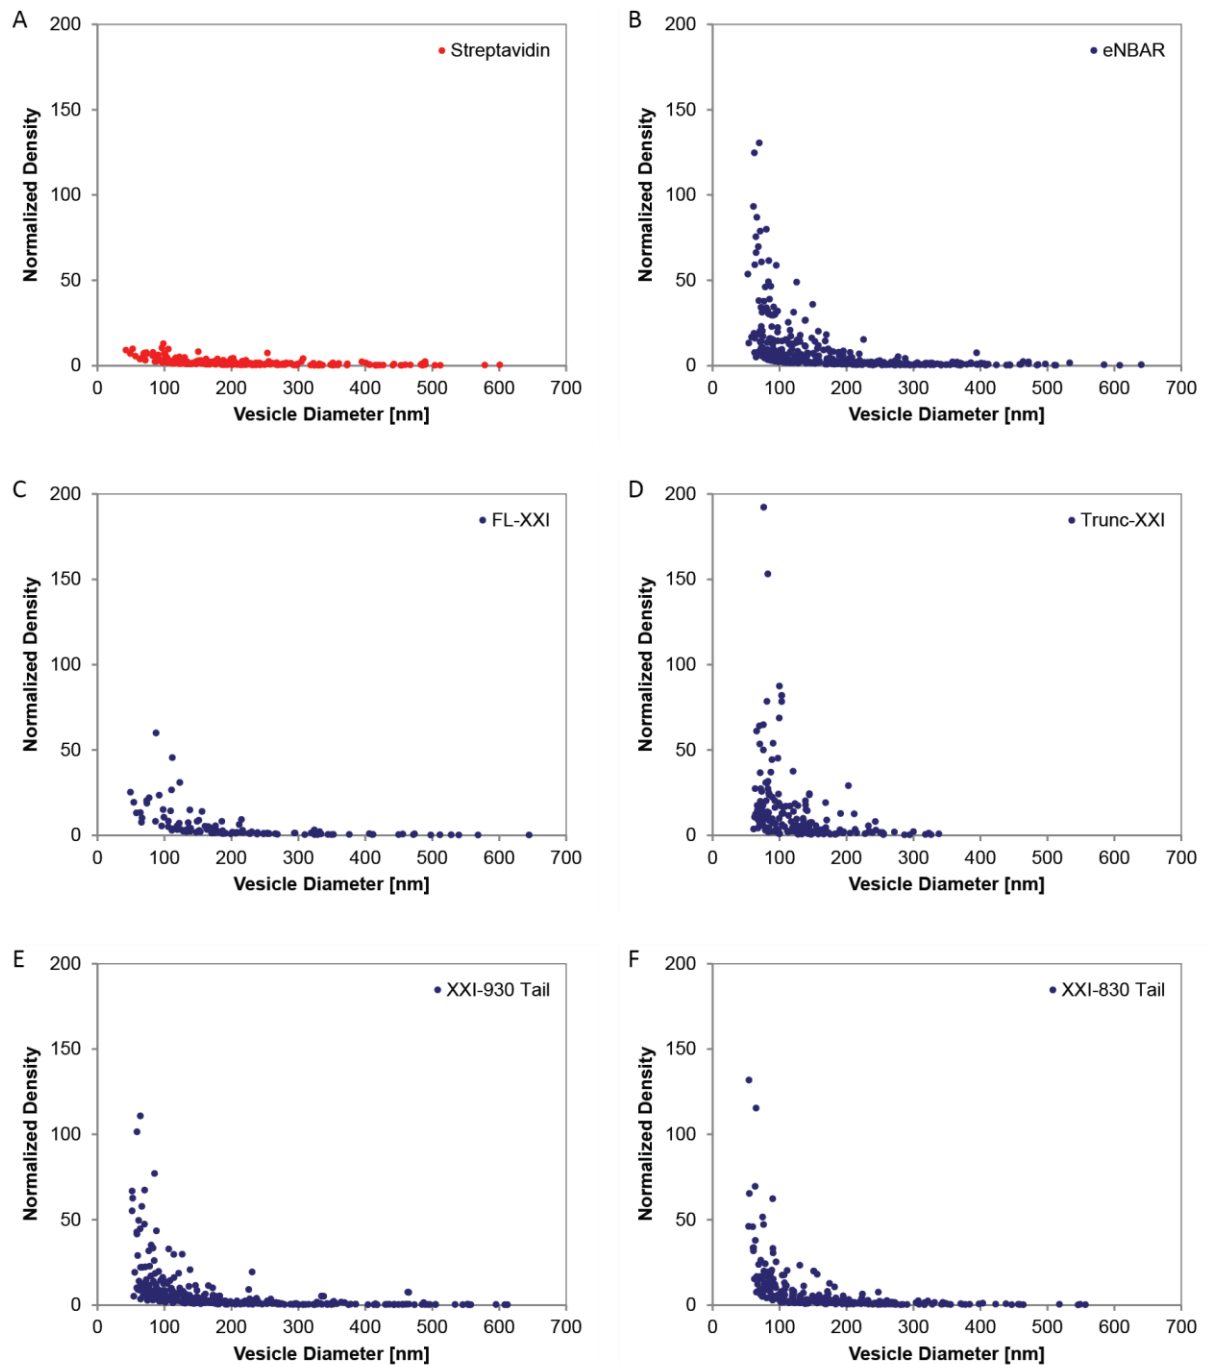 A
B
200
150
100
50
0
Normalized Density
Streptavidin
0 100 200 300 400 500 600 700
Vesicle Diameter [nm]
200
150
100
50
0
Normalized Density
eNBAR
0 100 200 300 400 500 600 700
Vesicle Diameter [nm]
C
D
200
150
100
50
0
Normalized Density
FL-XXI
0 100 200 300 400 500 600 700
Vesicle Diameter [nm]
200
150
100
50
0
Normalized Density
Trunc-XXI
0 100 200 300 400 500 600 700
Vesicle Diameter [nm]
E
F
200
150
100
50
0
Normalized Density
XXI-930 Tail
0 100 200 300 400 500 600 700
Vesicle Diameter [nm]
200
150
100
50
0
Normalized Density
XXI-830 Tail
0 100 200 300 400 500 600 700
Vesicle Diameter [nm]